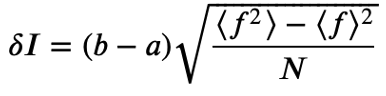 δI = (b − a)√((⟨f²⟩ − ⟨f⟩²)/N)